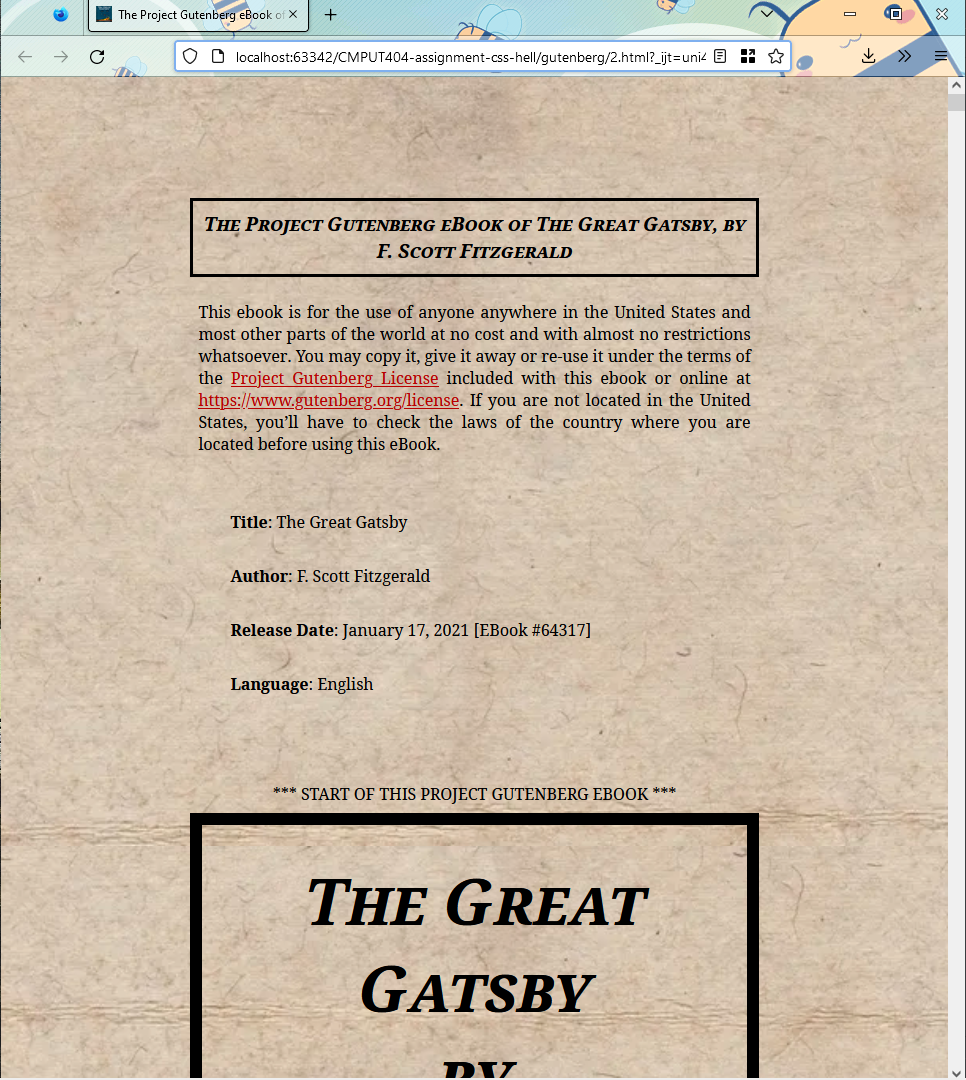 The Project Gutenberg eBook of
localhost:63342/CMPUT404-assignment-css-hell/gutenberg/2.html?_ijt=uni4
The Project Gutenberg eBook of The Great Gatsby, by
F. Scott Fitzgerald
This ebook is for the use of anyone anywhere in the United States and
most other parts of the world at no cost and with almost no restrictions
whatsoever. You may copy it, give it away or re-use it under the terms of
the Project Gutenberg License included with this ebook or online at
https://www.gutenberg.org/license. If you are not located in the United
States, you’ll have to check the laws of the country where you are
located before using this eBook.
Title: The Great Gatsby
Author: F. Scott Fitzgerald
Release Date: January 17, 2021 [EBook #64317]
Language: English
*** START OF THIS PROJECT GUTENBERG EBOOK ***
The Great
Gatsby
by